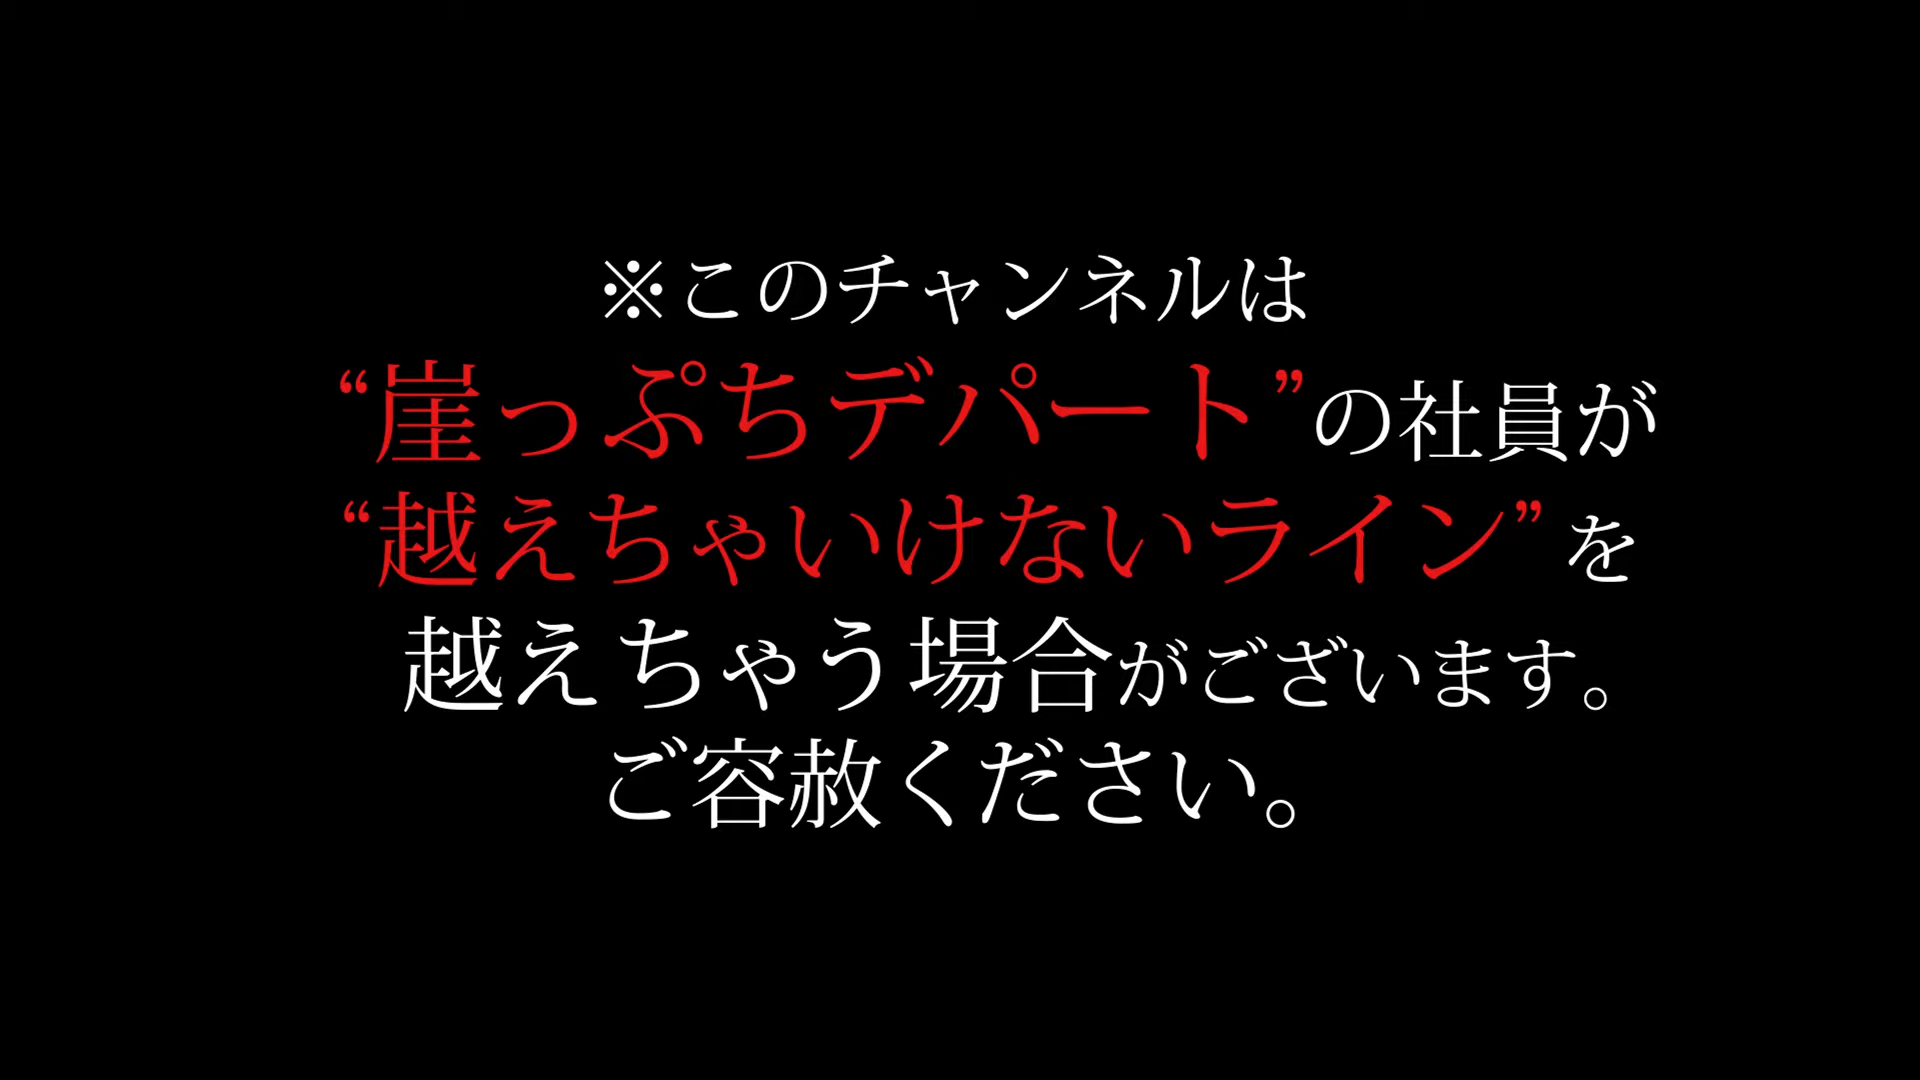 ※このチャンネルは
“崖っぷちデパート”の社員が
“越えちゃいけないライン”を
越えちゃう場合がございます。
ご容赦ください。